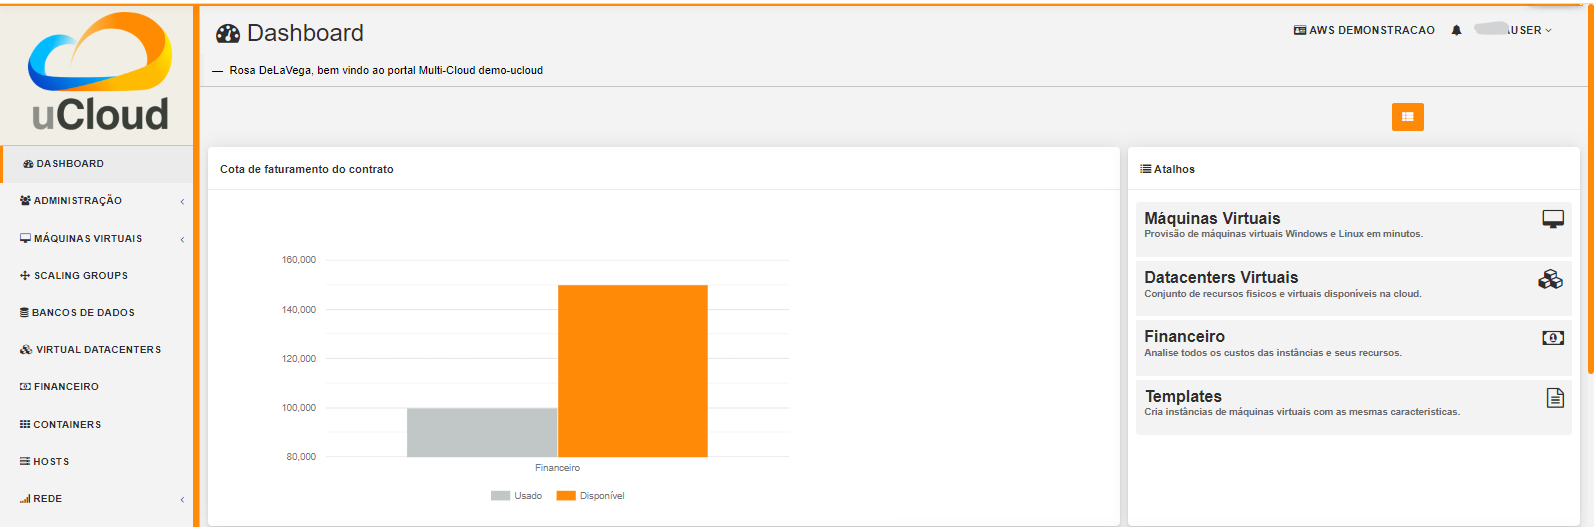 uCloud
DASHBOARD
ADMINISTRAÇÃO
MÁQUINAS VIRTUAIS
SCALING GROUPS
BANCOS DE DADOS
VIRTUAL DATACENTERS
FINANCEIRO
CONTAINERS
HOSTS
REDE
Dashboard
AWS DEMONSTRACAO
USER
— Rosa DeLaVega, bem vindo ao portal Multi-Cloud demo-ucloud
Cota de faturamento do contrato
160,000
140,000
120,000
100,000
80,000
Financeiro
Usado Disponível
Atalhos
Máquinas Virtuais
Provisão de máquinas virtuais Windows e Linux em minutos.
Datacenters Virtuais
Conjunto de recursos fisicos e virtuais disponíveis na cloud.
Financeiro
Analise todos os custos das instâncias e seus recursos.
Templates
Cria instâncias de máquinas virtuais com as mesmas caracteristicas.